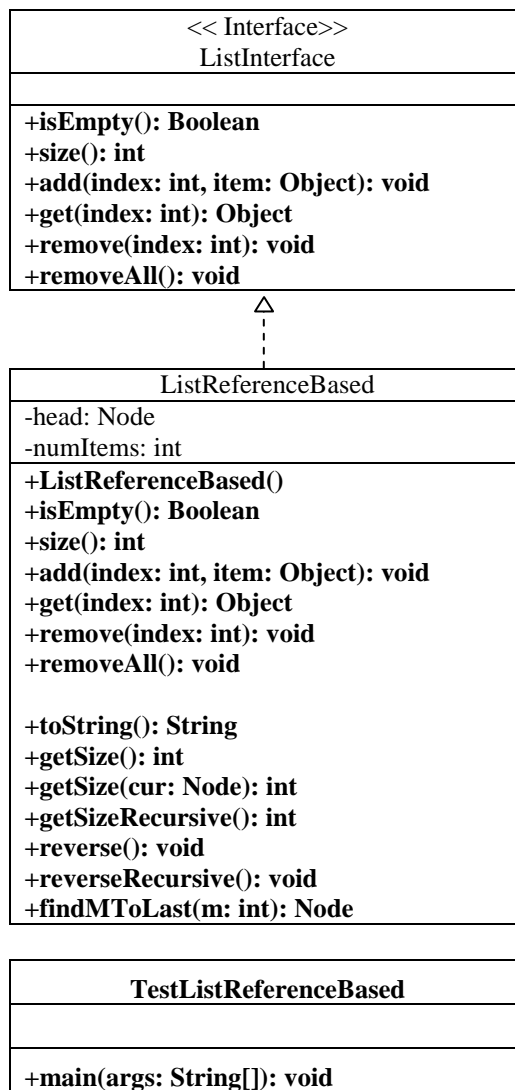 << Interface>>
ListInterface
+isEmpty(): Boolean
+size(): int
+add(index: int, item: Object): void
+get(index: int): Object
+remove(index: int): void
+removeAll(): void
ListReferenceBased
-head: Node
-numItems: int
+ListReferenceBased()
+isEmpty(): Boolean
+size(): int
+add(index: int, item: Object): void
+get(index: int): Object
+remove(index: int): void
+removeAll(): void
+toString(): String
+getSize(): int
+getSize(cur: Node): int
+getSizeRecursive(): int
+reverse(): void
+reverseRecursive(): void
+findMToLast(m: int): Node
TestListReferenceBased
+main(args: String[]): void